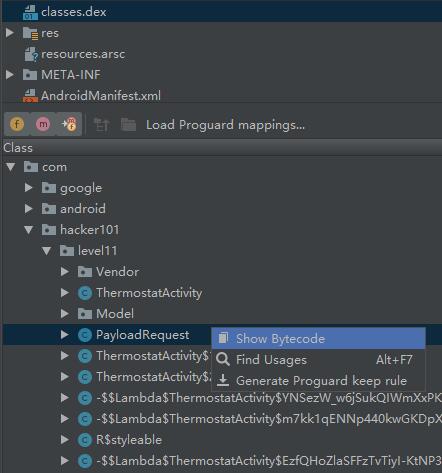 classes.dex
res
resources.arsc
META-INF
AndroidManifest.xml
Load Proguard mappings...
Class
com
google
android
hacker101
level11
Vendor
ThermostatActivity
Model
PayloadRequest
Show Bytecode
ThermostatActivity$
Find Usages Alt+F7
ThermostatActivity$
Generate Proguard keep rule
-$$Lambda$ThermostatActivity$YNSezW_w6jSukQIWmXxPK
-$$Lambda$ThermostatActivity$m7kk1qENNp440kwGKDpX
R$styleable
-$$Lambda$ThermostatActivity$EzfQHoZlaSFFzTvTiyI-KtNP3